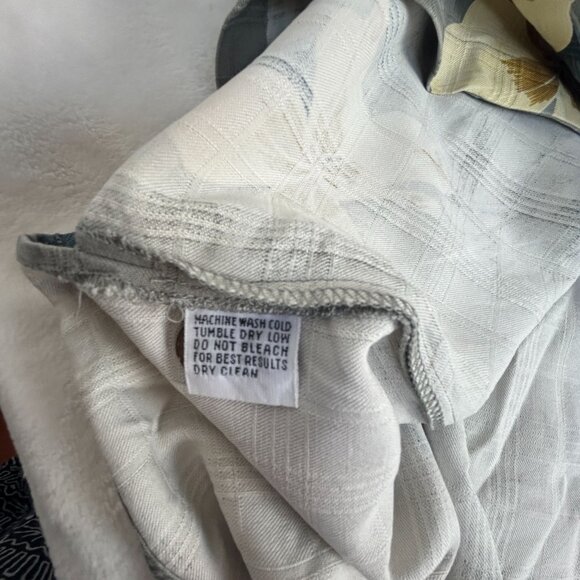 MACHINE WASH COLD
TUMBLE DRY LOW
DO NOT BLEACH
FOR BEST RESULTS
DRY CLEAN